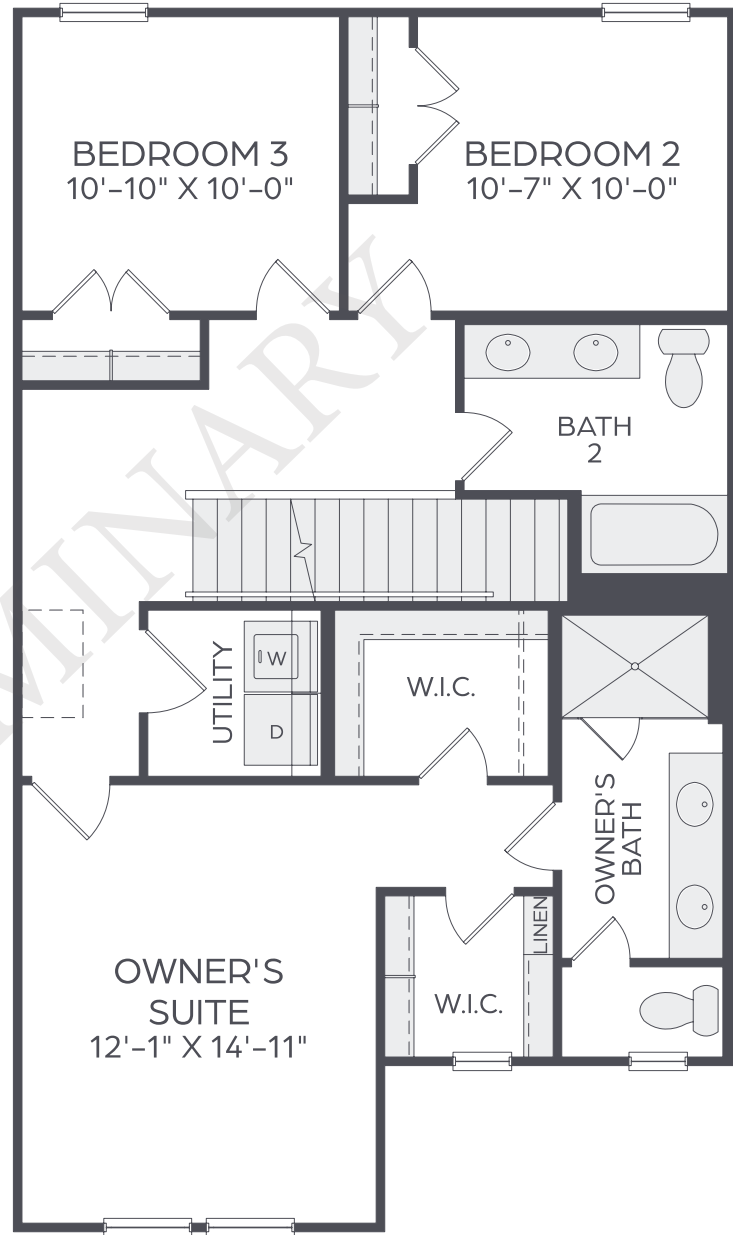 BEDROOM 3
10'-10" X 10'-0"
BEDROOM 2
10'-7" X 10'-0"
BATH
2
UTILITY
W
D
W.I.C.
OWNER'S
BATH
LINEN
W.I.C.
OWNER'S
SUITE
12'-1" X 14'-11"
MINARY